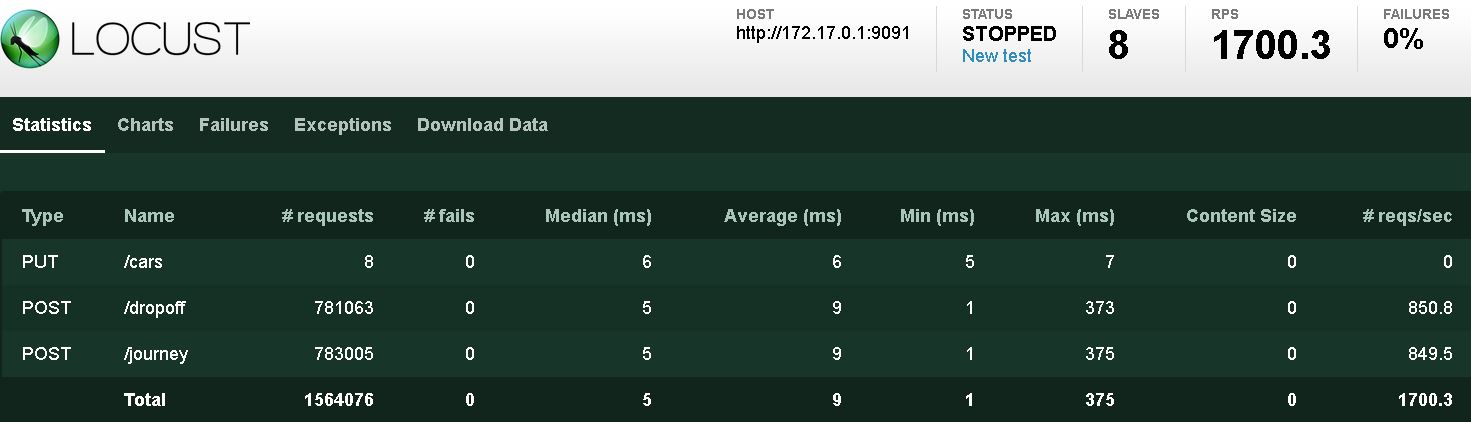 LOCUST
HOST
http://172.17.0.1:9091
STATUS
STOPPED
New test
SLAVES
8
RPS
1700.3
FAILURES
0%
Statistics Charts Failures Exceptions Download Data
Type Name # requests # fails Median (ms) Average (ms) Min (ms) Max (ms) Content Size # reqs/sec
PUT /cars 8 0 6 6 5 7 0 0
POST /dropoff 781063 0 5 9 1 373 0 850.8
POST /journey 783005 0 5 9 1 375 0 849.5
Total 1564076 0 5 9 1 375 0 1700.3